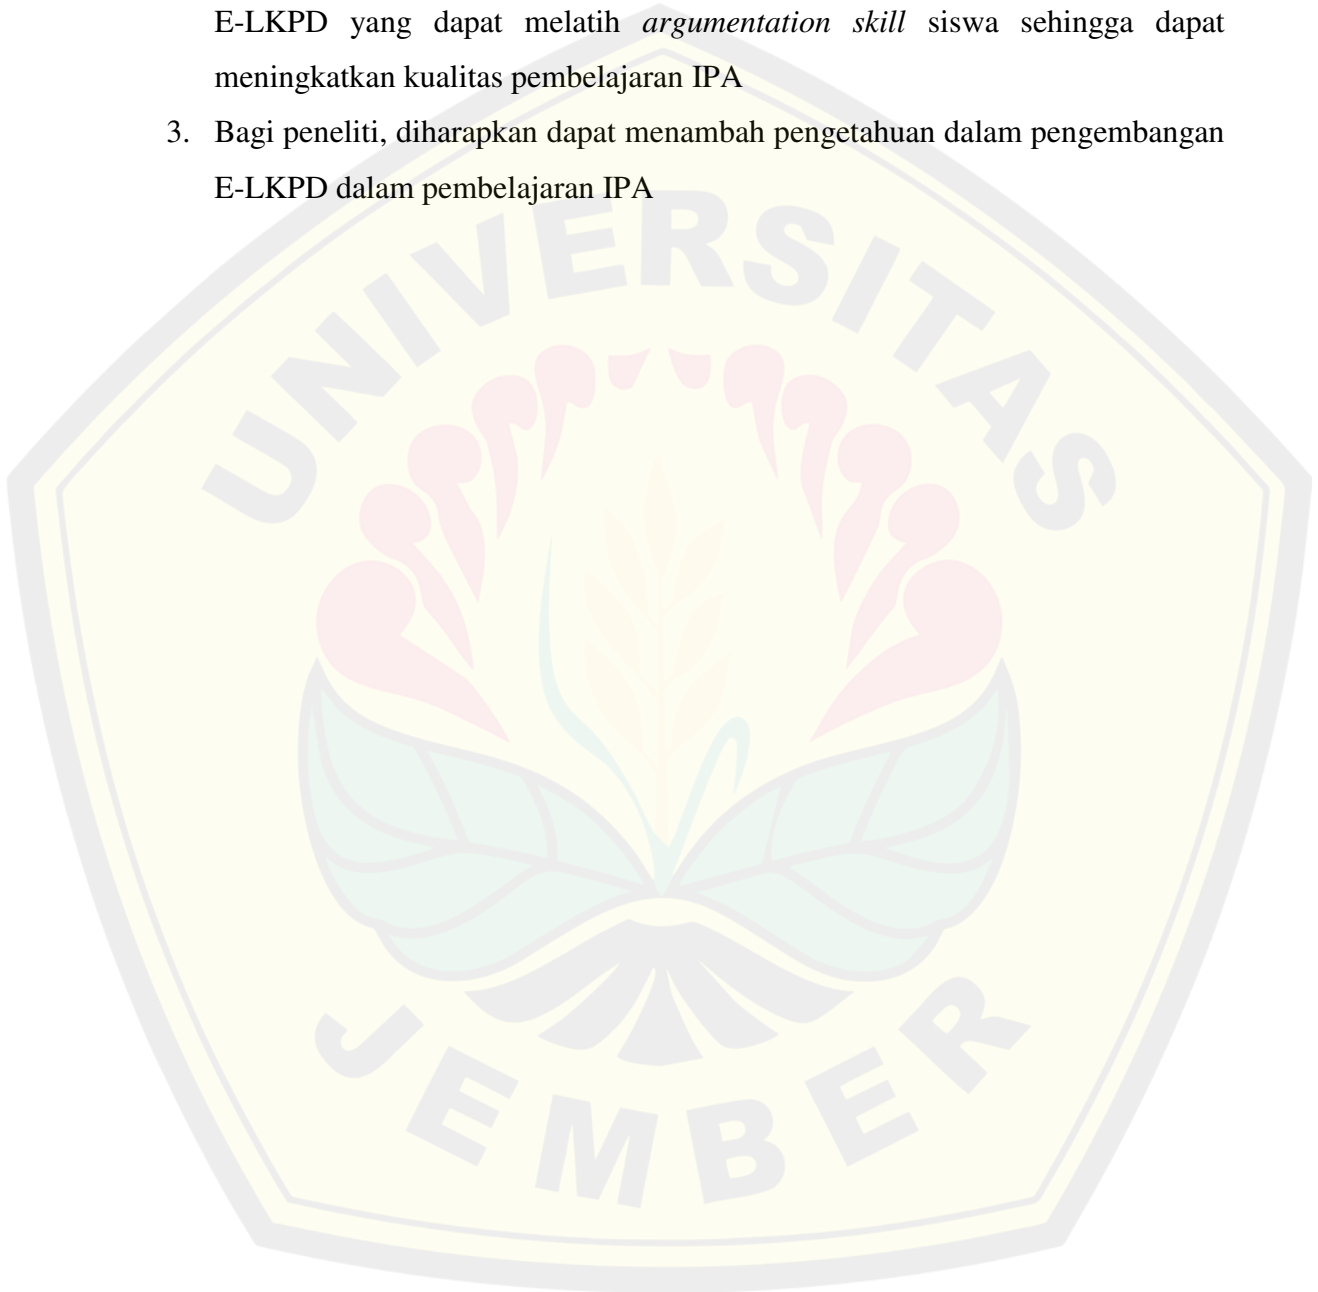 E-LKPD yang dapat melatih argumentation skill siswa sehingga dapat
meningkatkan kualitas pembelajaran IPA
3. Bagi peneliti, diharapkan dapat menambah pengetahuan dalam pengembangan
E-LKPD dalam pembelajaran IPA
UNIVERSITAS
JEMBER